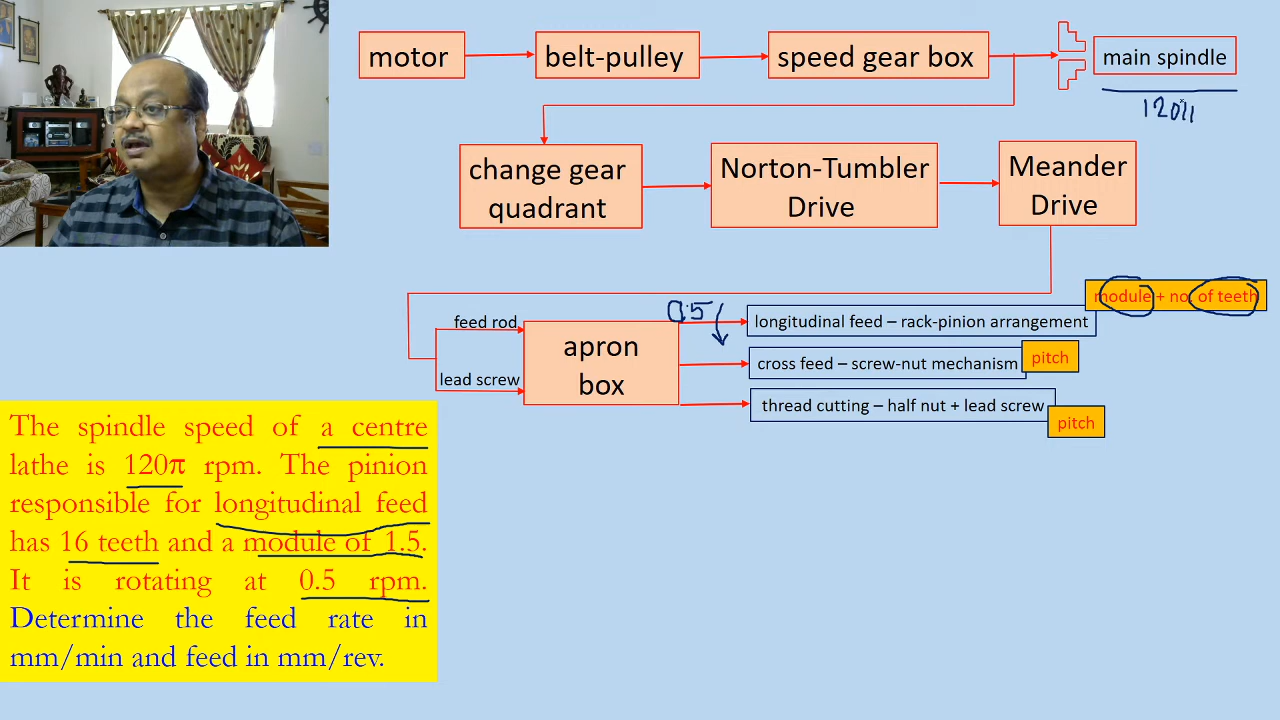 motor
belt-pulley
speed gear box
main spindle
120π
change gear
quadrant
Norton-Tumbler
Drive
Meander
Drive
module + no. of teeth
0.5
feed rod
longitudinal feed – rack-pinion arrangement
apron
box
cross feed – screw-nut mechanism
pitch
lead screw
thread cutting – half nut + lead screw
pitch
The spindle speed of a centre
lathe is 120π rpm. The pinion
responsible for longitudinal feed
has 16 teeth and a module of 1.5.
It is rotating at 0.5 rpm.
Determine the feed rate in
mm/min and feed in mm/rev.